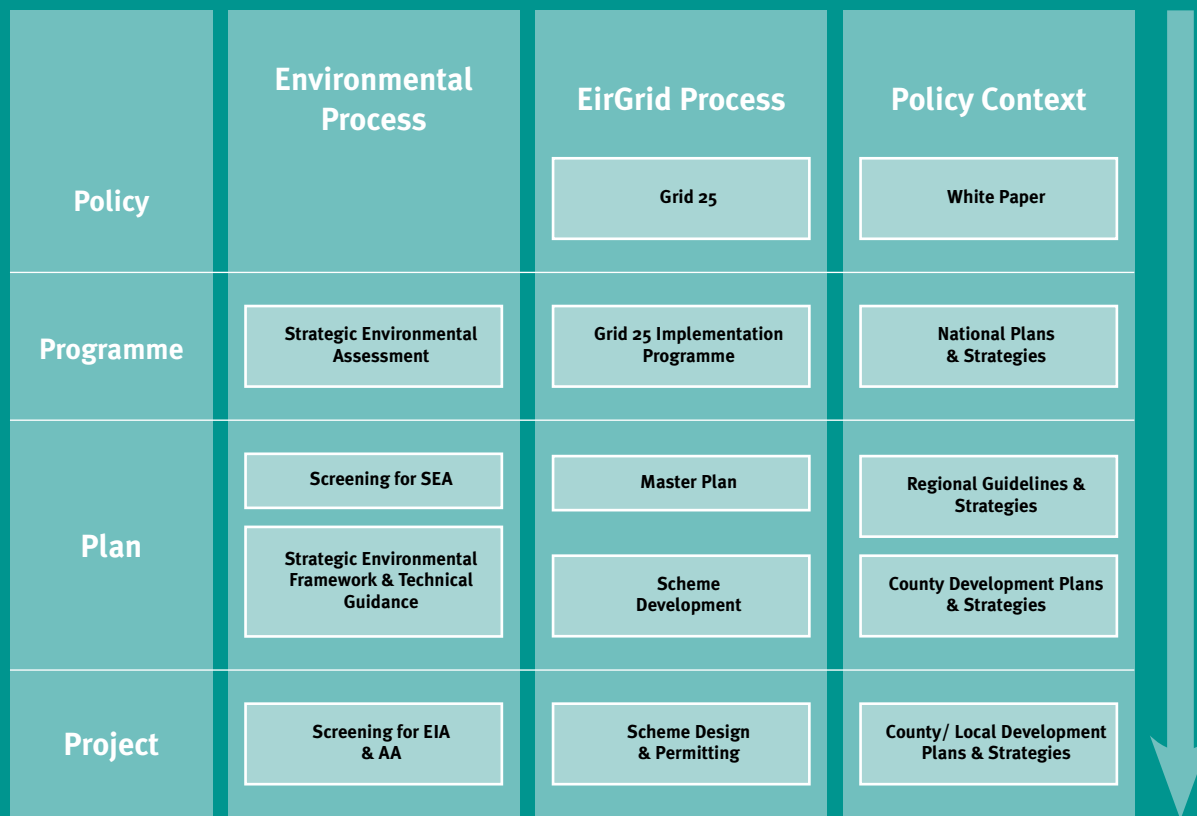 Environmental
Process
EirGrid Process
Policy Context
Policy
Grid 25
White Paper
Programme
Strategic Environmental
Assessment
Grid 25 Implementation
Programme
National Plans
& Strategies
Plan
Screening for SEA
Strategic Environmental
Framework & Technical
Guidance
Master Plan
Scheme
Development
Regional Guidelines &
Strategies
County Development Plans
& Strategies
Project
Screening for EIA
& AA
Scheme Design
& Permitting
County/ Local Development
Plans & Strategies